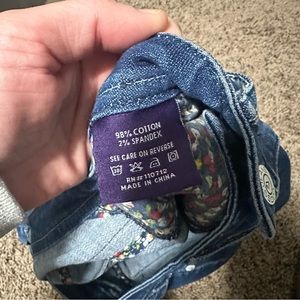 98% COTTON
2% SPANDEX
SEE CARE ON REVERSE
RN# 110712
MADE IN CHINA